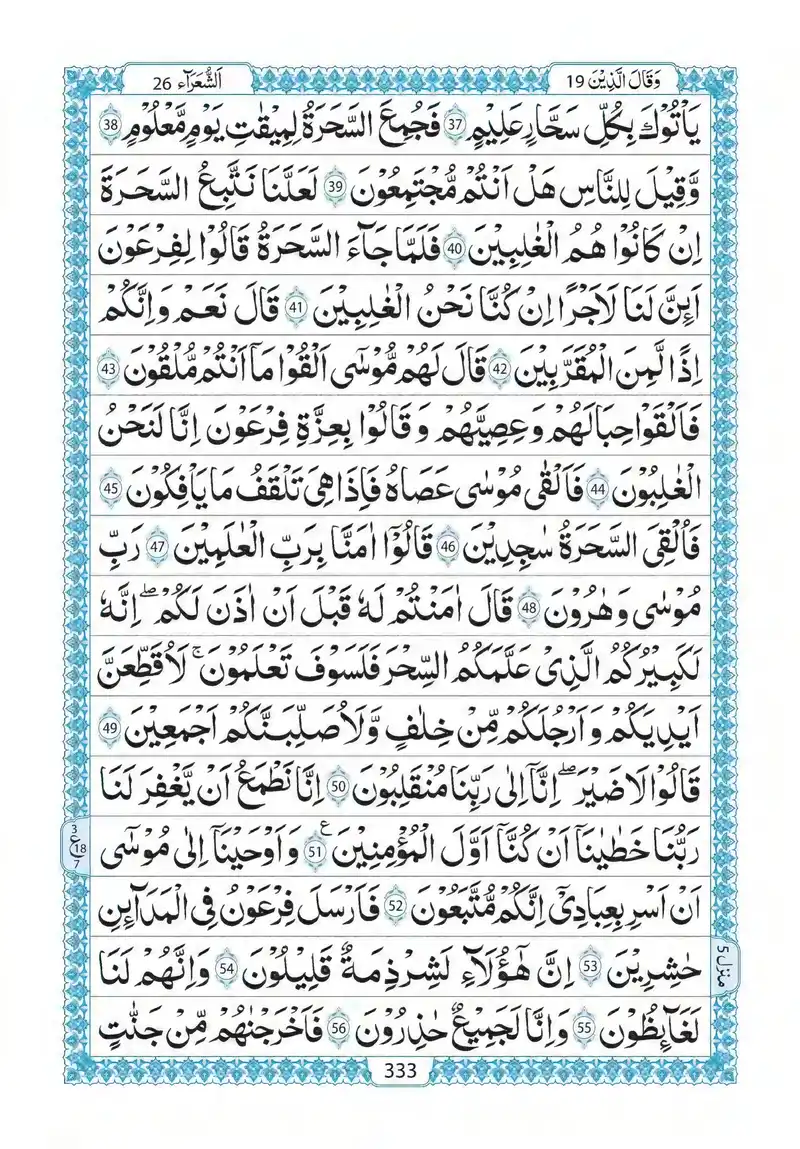 اَلشُّعَرَآء 26
وَقَالَ الَّذِيْنَ 19
يَاْتُوْكَ بِكُلِّ سَحَّارٍ عَلِيْمٍ 37 فَجُمِعَ السَّحَرَةُ لِمِيْقٰتِ يَوْمٍ مَّعْلُوْمٍ 38
وَّقِيْلَ لِلنَّاسِ هَلْ اَنْتُمْ مُّجْتَمِعُوْنَ 39 لَعَلَّنَا نَتَّبِعُ السَّحَرَةَ
اِنْ كَانُوْا هُمُ الْغٰلِبِيْنَ 40 فَلَمَّا جَآءَ السَّحَرَةُ قَالُوْا لِفِرْعَوْنَ
اَئِنَّ لَنَا لَاَجْرًا اِنْ كُنَّا نَحْنُ الْغٰلِبِيْنَ 41 قَالَ نَعَمْ وَاِنَّكُمْ
اِذًا لَّمِنَ الْمُقَرَّبِيْنَ 42 قَالَ لَهُمْ مُّوْسٰٓى اَلْقُوْا مَآ اَنْتُمْ مُّلْقُوْنَ 43
فَاَلْقَوْا حِبَالَهُمْ وَعِصِيَّهُمْ وَقَالُوْا بِعِزَّةِ فِرْعَوْنَ اِنَّا لَنَحْنُ
الْغٰلِبُوْنَ 44 فَاَلْقٰى مُوْسٰى عَصَاهُ فَاِذَا هِىَ تَلْقَفُ مَا يَاْفِكُوْنَ 45
فَاُلْقِىَ السَّحَرَةُ سٰجِدِيْنَ 46 قَالُوْٓا اٰمَنَّا بِرَبِّ الْعٰلَمِيْنَ 47 رَبِّ
مُوْسٰى وَهٰرُوْنَ 48 قَالَ اٰمَنْتُمْ لَهٗ قَبْلَ اَنْ اٰذَنَ لَكُمْ ۖ اِنَّهٗ
لَكَبِيْرُكُمُ الَّذِىْ عَلَّمَكُمُ السِّحْرَ فَلَسَوْفَ تَعْلَمُوْنَ ۚ لَاُقَطِّعَنَّ
اَيْدِيَكُمْ وَاَرْجُلَكُمْ مِّنْ خِلٰفٍ وَّلَاُصَلِّبَنَّكُمْ اَجْمَعِيْنَ 49
قَالُوْا لَا ضَيْرَ ۖ اِنَّآ اِلٰى رَبِّنَا مُنْقَلِبُوْنَ 50 اِنَّا نَطْمَعُ اَنْ يَّغْفِرَ لَنَا
رَبُّنَا خَطٰيٰنَآ اَنْ كُنَّآ اَوَّلَ الْمُؤْمِنِيْنَ 51 ع وَاَوْحَيْنَآ اِلٰى مُوْسٰٓى
3
ع 18
7
اَنْ اَسْرِ بِعِبَادِىْٓ اِنَّكُمْ مُّتَّبَعُوْنَ 52 فَاَرْسَلَ فِرْعَوْنُ فِى الْمَدَآئِنِ
حٰشِرِيْنَ 53 اِنَّ هٰٓؤُلَآءِ لَشِرْذِمَةٌ قَلِيْلُوْنَ 54 وَاِنَّهُمْ لَنَا
منزل 5
لَغَآئِظُوْنَ 55 وَاِنَّا لَجَمِيْعٌ حٰذِرُوْنَ 56 فَاَخْرَجْنٰهُمْ مِّنْ جَنّٰتٍ
333